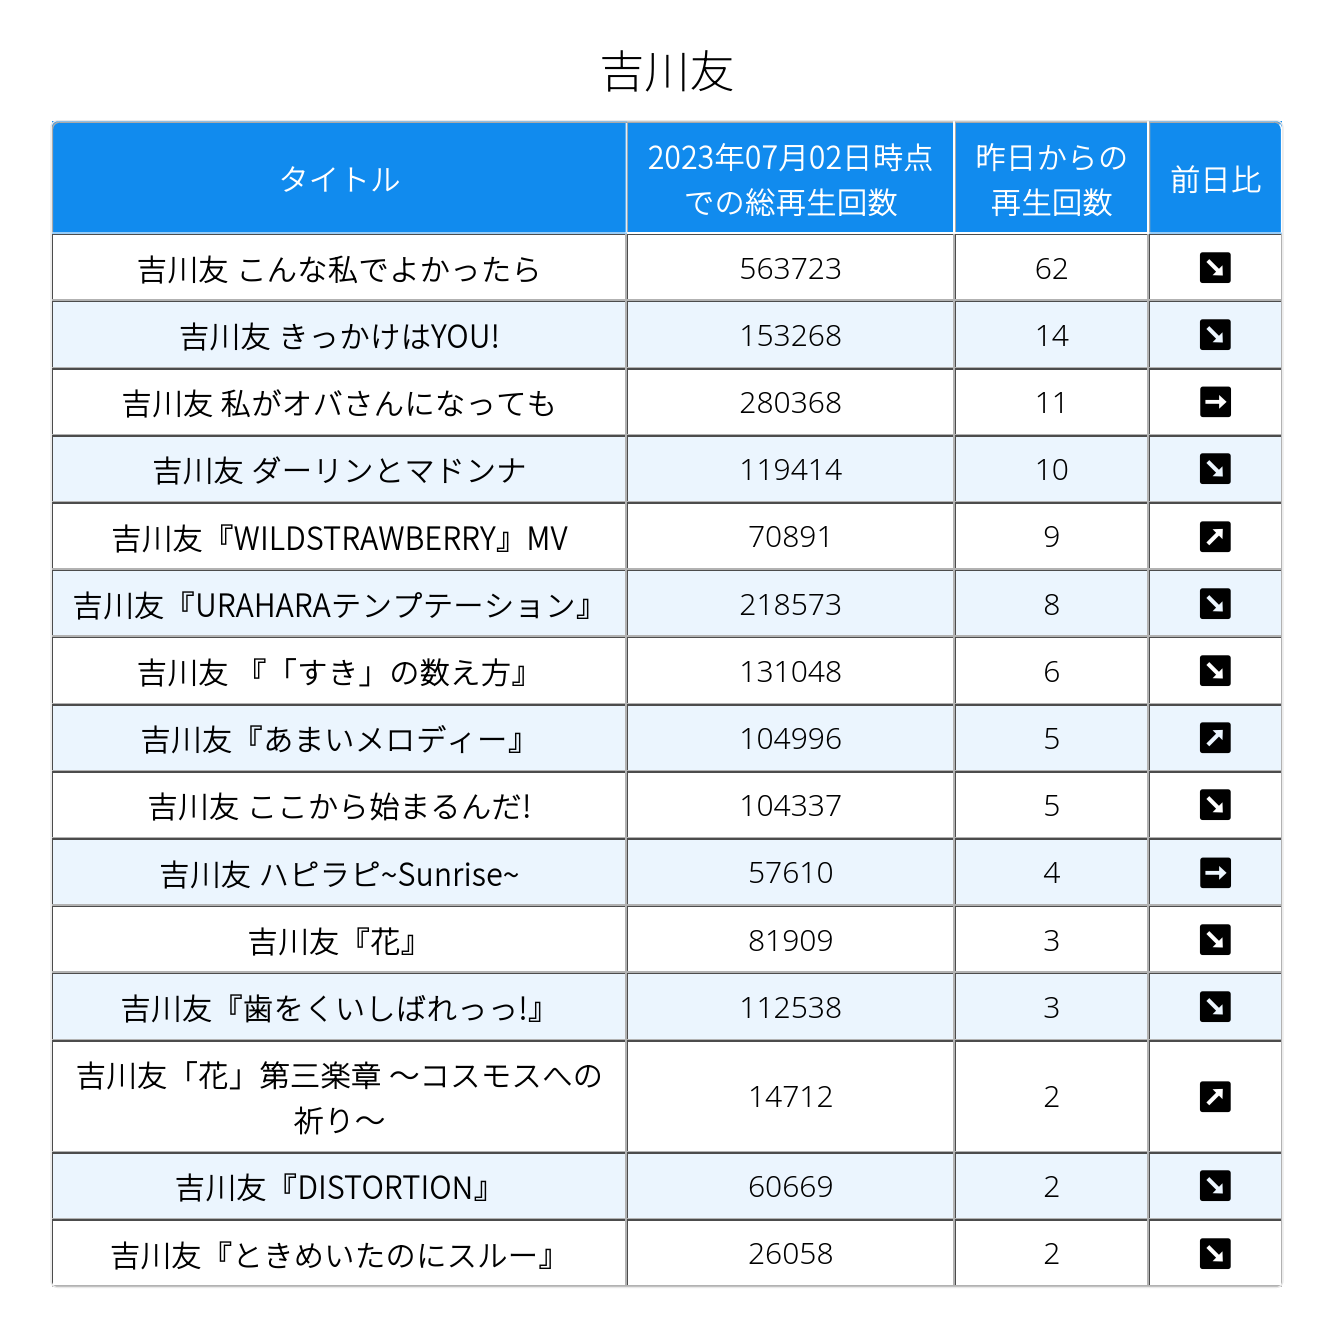 吉川友
タイトル
2023年07月02日時点
での総再生回数
昨日からの
再生回数
前日比
吉川友 こんな私でよかったら 563723 62 ↘
吉川友 きっかけはYOU! 153268 14 ↘
吉川友 私がオバさんになっても 280368 11 →
吉川友 ダーリンとマドンナ 119414 10 ↘
吉川友『WILDSTRAWBERRY』MV 70891 9 ↗
吉川友『URAHARAテンプテーション』 218573 8 ↘
吉川友 『「すき」の数え方』 131048 6 ↘
吉川友『あまいメロディー』 104996 5 ↗
吉川友 ここから始まるんだ! 104337 5 ↘
吉川友 ハピラピ~Sunrise~ 57610 4 →
吉川友『花』 81909 3 ↘
吉川友『歯をくいしばれっっ!』 112538 3 ↘
吉川友「花」第三楽章 〜コスモスへの
祈り〜 14712 2 ↗
吉川友『DISTORTION』 60669 2 ↘
吉川友『ときめいたのにスルー』 26058 2 ↘